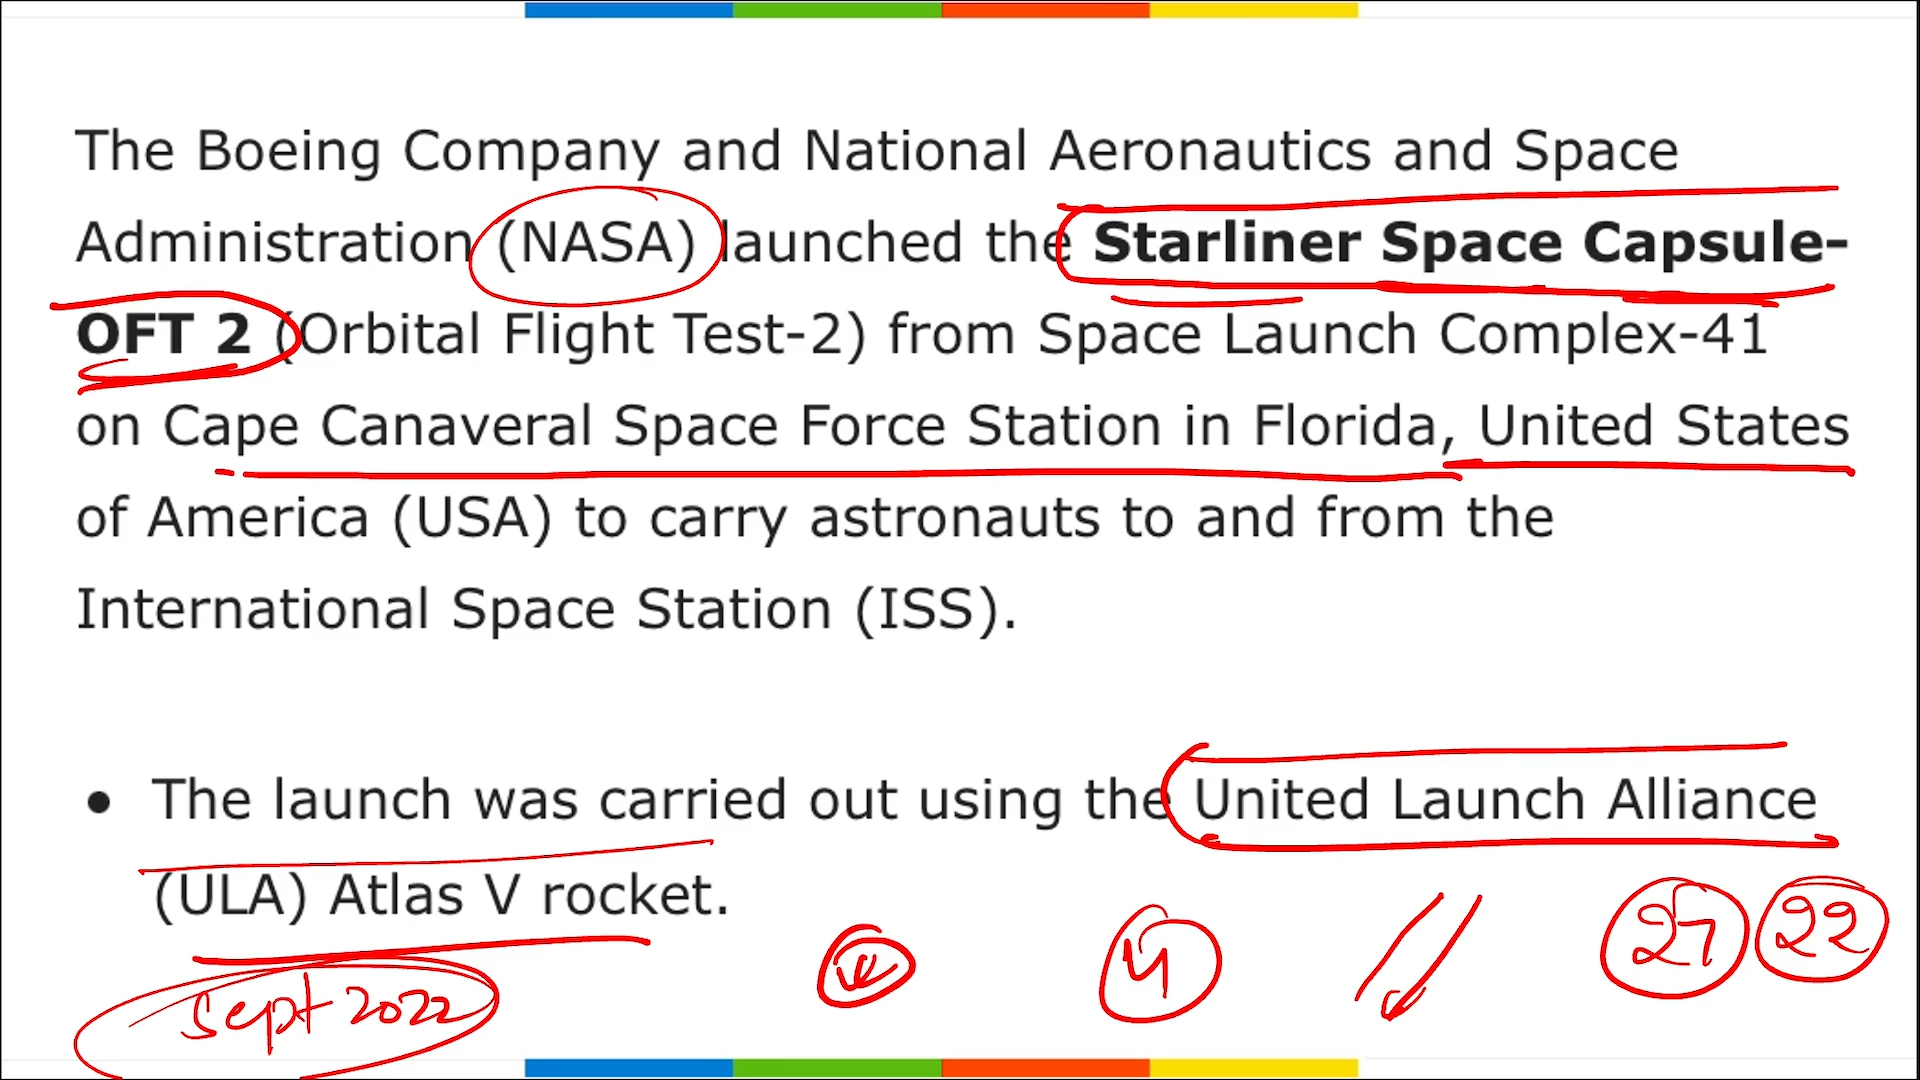 The Boeing Company and National Aeronautics and Space
Administration (NASA) launched the Starliner Space Capsule-
OFT 2 (Orbital Flight Test-2) from Space Launch Complex-41
on Cape Canaveral Space Force Station in Florida, United States
of America (USA) to carry astronauts to and from the
International Space Station (ISS).
• The launch was carried out using the United Launch Alliance
(ULA) Atlas V rocket.
27 22
4
Sept 2022